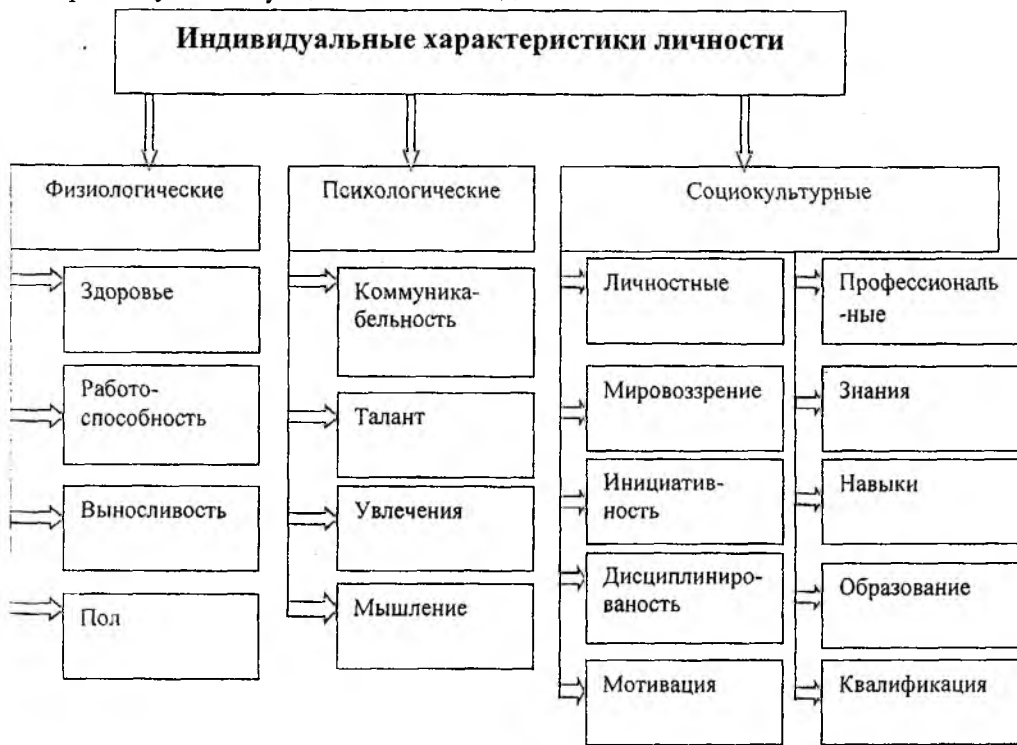 Индивидуальные характеристики личности
Физиологические
Психологические
Социокультурные
Здоровье
Работо-
способность
Выносливость
Пол
Коммуника-
бельность
Талант
Увлечения
Мышление
Личностные
Мировоззрение
Инициатив-
ность
Дисциплиниро-
ваность
Мотивация
Профессиональ
-ные
Знания
Навыки
Образование
Квалификация